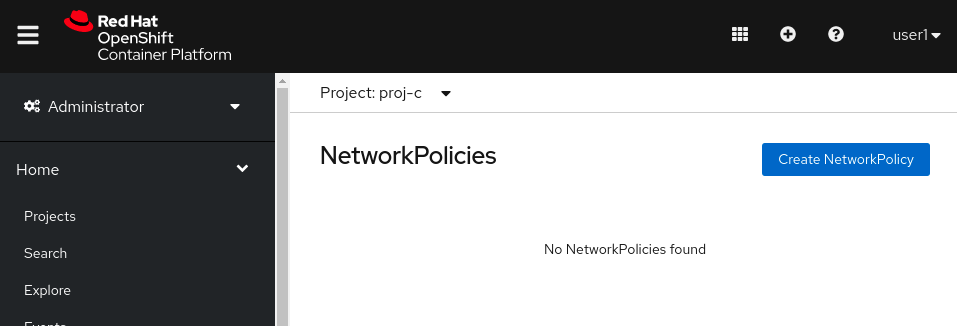 Red Hat
OpenShift
Container Platform
user1
Administrator
Project: proj-c
Home
NetworkPolicies
Create NetworkPolicy
Projects
Search
No NetworkPolicies found
Explore
Events